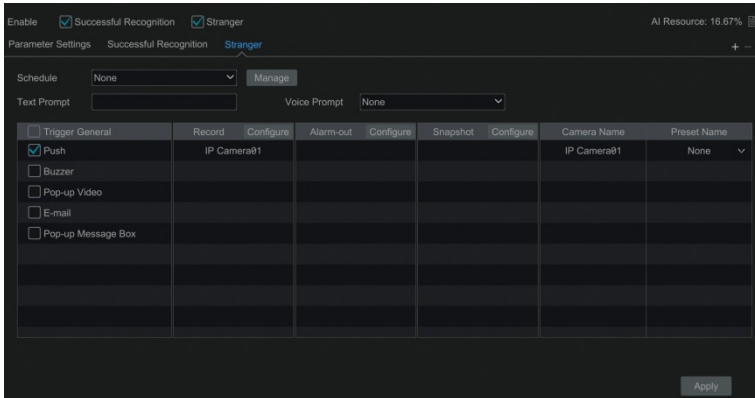 Enable Successful Recognition Stranger AI Resource: 16.67%
Parameter Settings Successful Recognition Stranger + −
Schedule None Manage
Text Prompt Voice Prompt None
Trigger General Record Configure Alarm-out Configure Snapshot Configure Camera Name Preset Name
Push IP Camera01 IP Camera01 None
Buzzer
Pop-up Video
E-mail
Pop-up Message Box
Apply